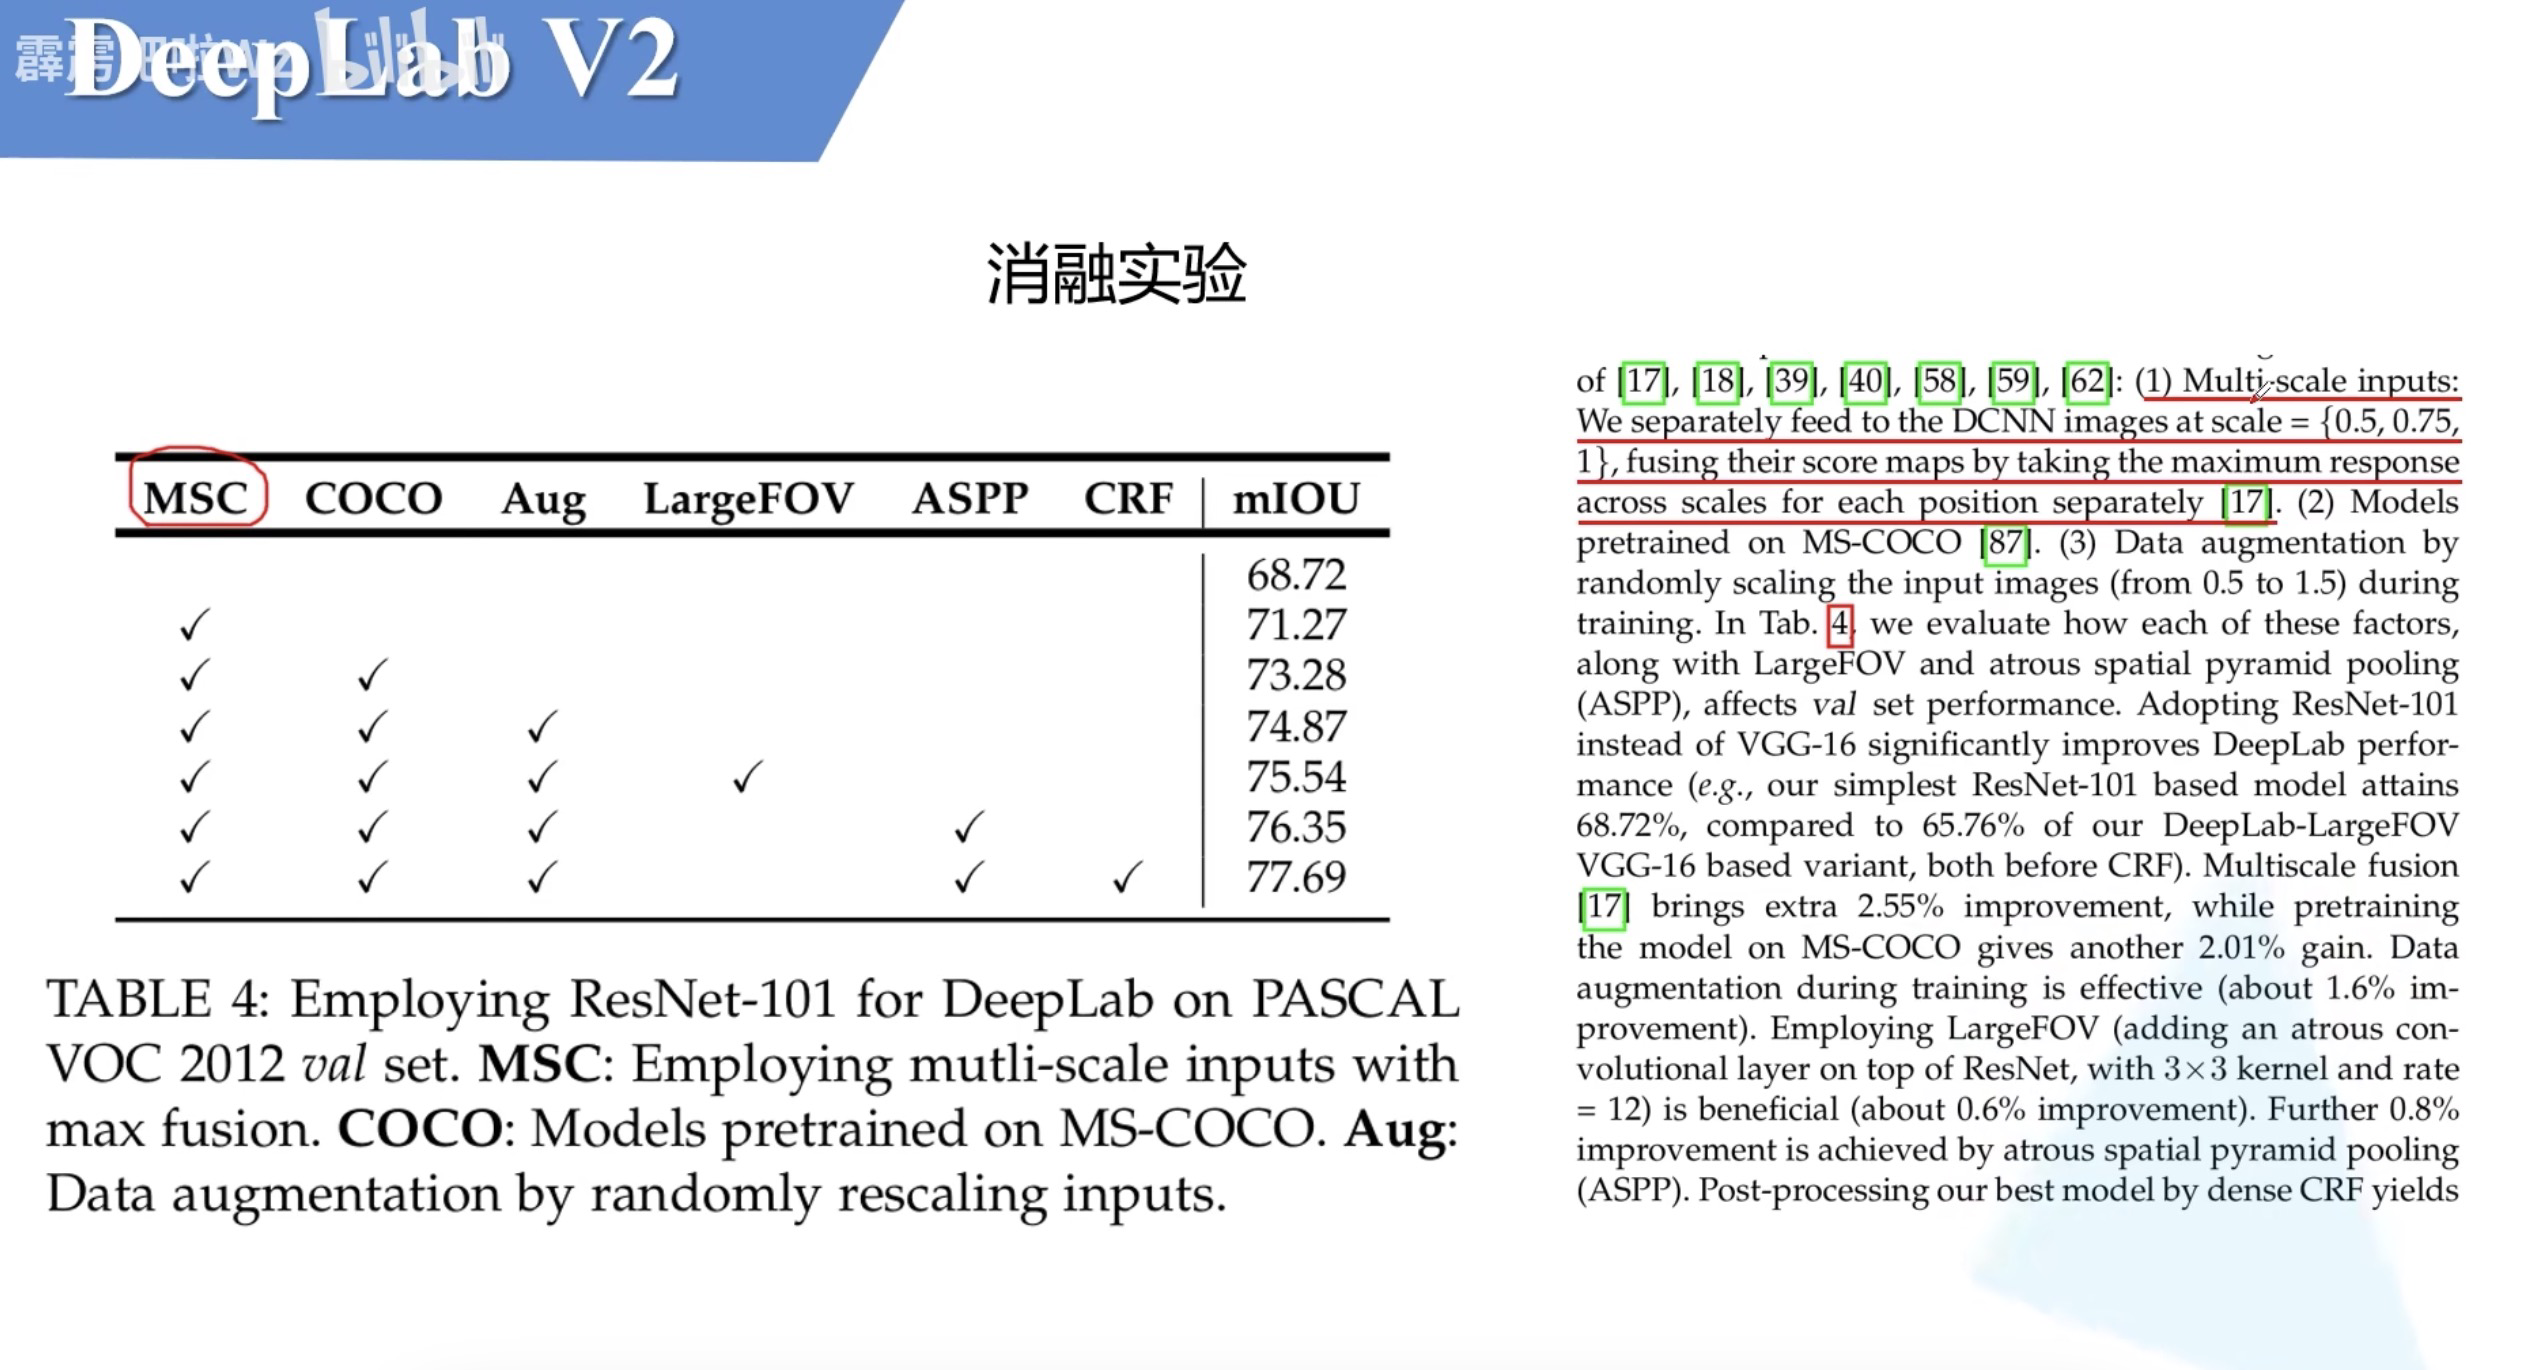 DeepLab V2
消融实验
MSC COCO Aug LargeFOV ASPP CRF mIOU
68.72
✓ 71.27
✓ ✓ 73.28
✓ ✓ ✓ 74.87
✓ ✓ ✓ ✓ 75.54
✓ ✓ ✓ ✓ 76.35
✓ ✓ ✓ ✓ ✓ 77.69
TABLE 4: Employing ResNet-101 for DeepLab on PASCAL
VOC 2012 val set. MSC: Employing mutli-scale inputs with
max fusion. COCO: Models pretrained on MS-COCO. Aug:
Data augmentation by randomly rescaling inputs.
of [17], [18], [39], [40], [58], [59], [62]: (1) Multi-scale inputs:
We separately feed to the DCNN images at scale = {0.5, 0.75,
1}, fusing their score maps by taking the maximum response
across scales for each position separately [17]. (2) Models
pretrained on MS-COCO [87]. (3) Data augmentation by
randomly scaling the input images (from 0.5 to 1.5) during
training. In Tab. 4, we evaluate how each of these factors,
along with LargeFOV and atrous spatial pyramid pooling
(ASPP), affects val set performance. Adopting ResNet-101
instead of VGG-16 significantly improves DeepLab perfor-
mance (e.g., our simplest ResNet-101 based model attains
68.72%, compared to 65.76% of our DeepLab-LargeFOV
VGG-16 based variant, both before CRF). Multiscale fusion
[17] brings extra 2.55% improvement, while pretraining
the model on MS-COCO gives another 2.01% gain. Data
augmentation during training is effective (about 1.6% im-
provement). Employing LargeFOV (adding an atrous con-
volutional layer on top of ResNet, with 3×3 kernel and rate
= 12) is beneficial (about 0.6% improvement). Further 0.8%
improvement is achieved by atrous spatial pyramid pooling
(ASPP). Post-processing our best model by dense CRF yields